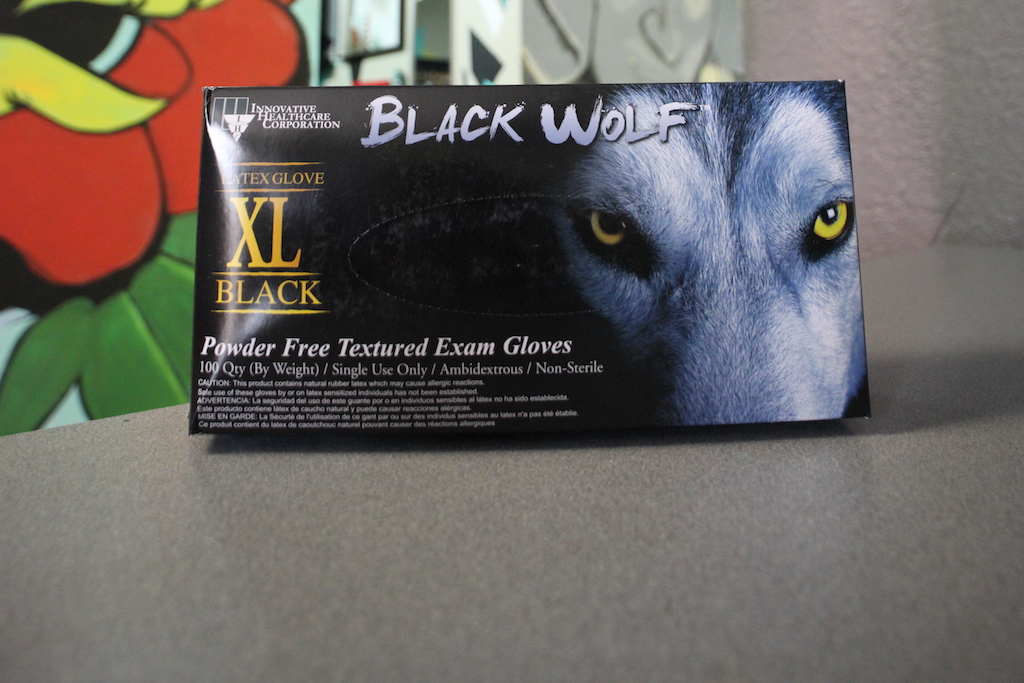 INNOVATIVE
HEALTHCARE
CORPORATION
BLACK WOLF
LATEX GLOVE
XL
BLACK
Powder Free Textured Exam Gloves
100 Qty (By Weight) / Single Use Only / Ambidextrous / Non-Sterile
CAUTION: This product contains natural rubber latex which may cause allergic reactions.
Safe use of these gloves by or on latex sensitized individuals has not been established.
ADVERTENCIA: La seguridad del uso de este guante por o en individuos sensibles al látex no ha sido establecida.
Este producto contiene látex de caucho natural y puede causar reacciones alérgicas.
MISE EN GARDE: La Sécurité de l'utilisation de ce gant par ou sur des individus sensibles au latex n'a pas été établie.
Ce produit contient du latex de caoutchouc naturel pouvant causer des réactions allergiques